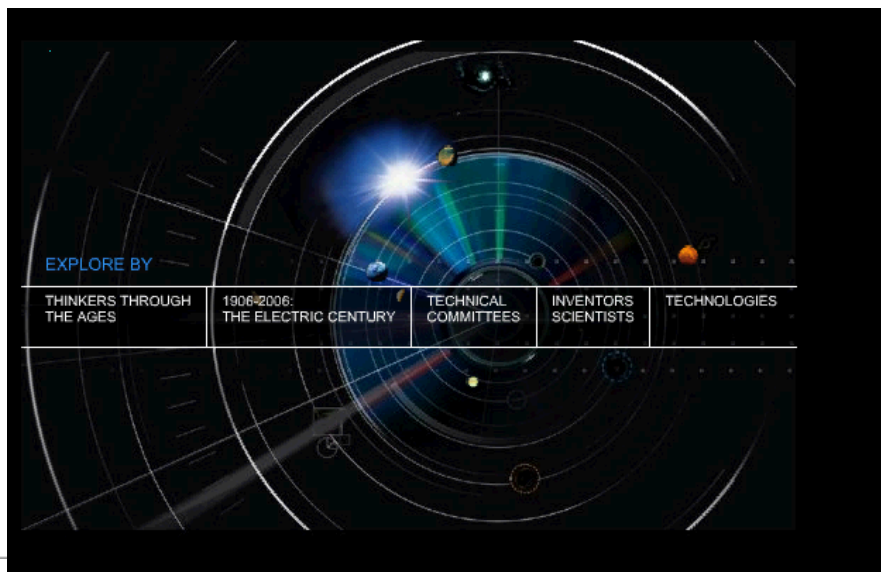 EXPLORE BY
THINKERS THROUGH
THE AGES
1906-2006:
THE ELECTRIC CENTURY
TECHNICAL
COMMITTEES
INVENTORS
SCIENTISTS
TECHNOLOGIES